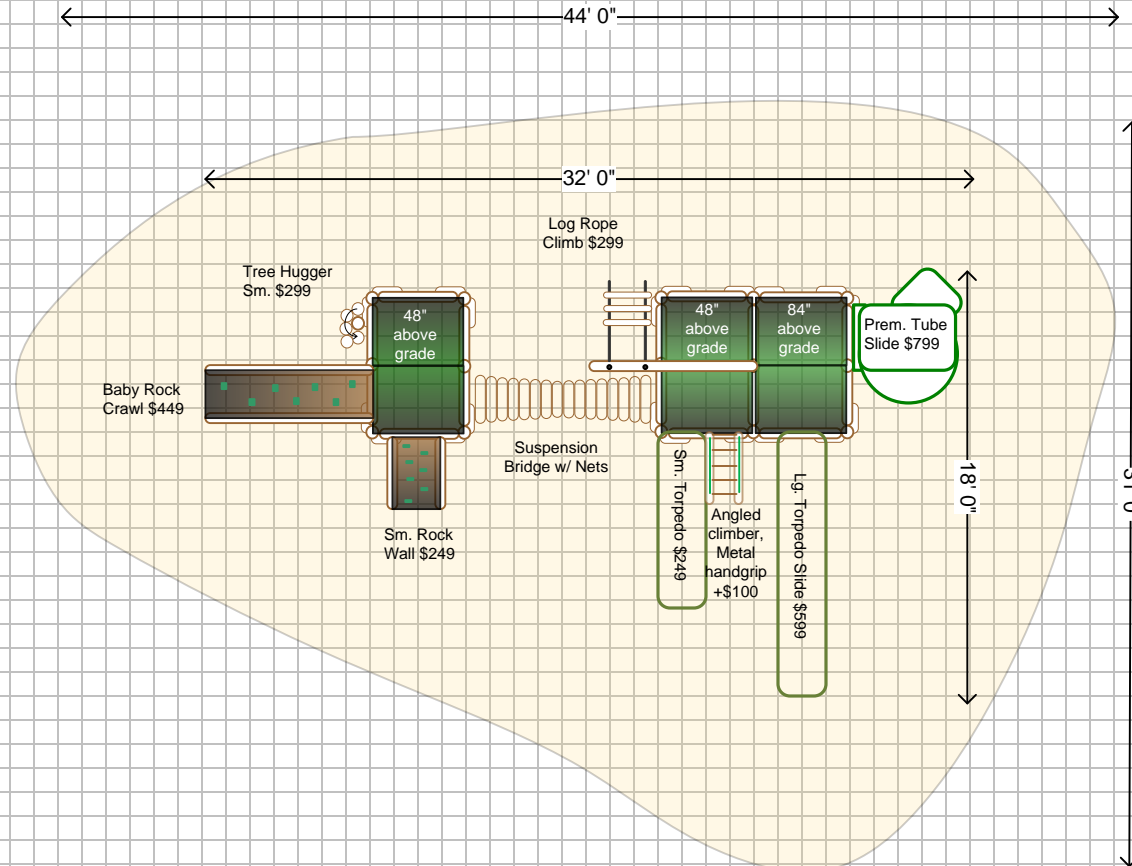 44' 0"
32' 0"
Log Rope
Climb $299
Tree Hugger
Sm. $299
48"
above
grade
48"
above
grade
84"
above
grade
Prem. Tube
Slide $799
Baby Rock
Crawl $449
Suspension
Bridge w/ Nets
Sm. Torpedo $249
Lg. Torpedo Slide $599
18' 0"
Angled
climber,
Metal
handgrip
+$100
Sm. Rock
Wall $249